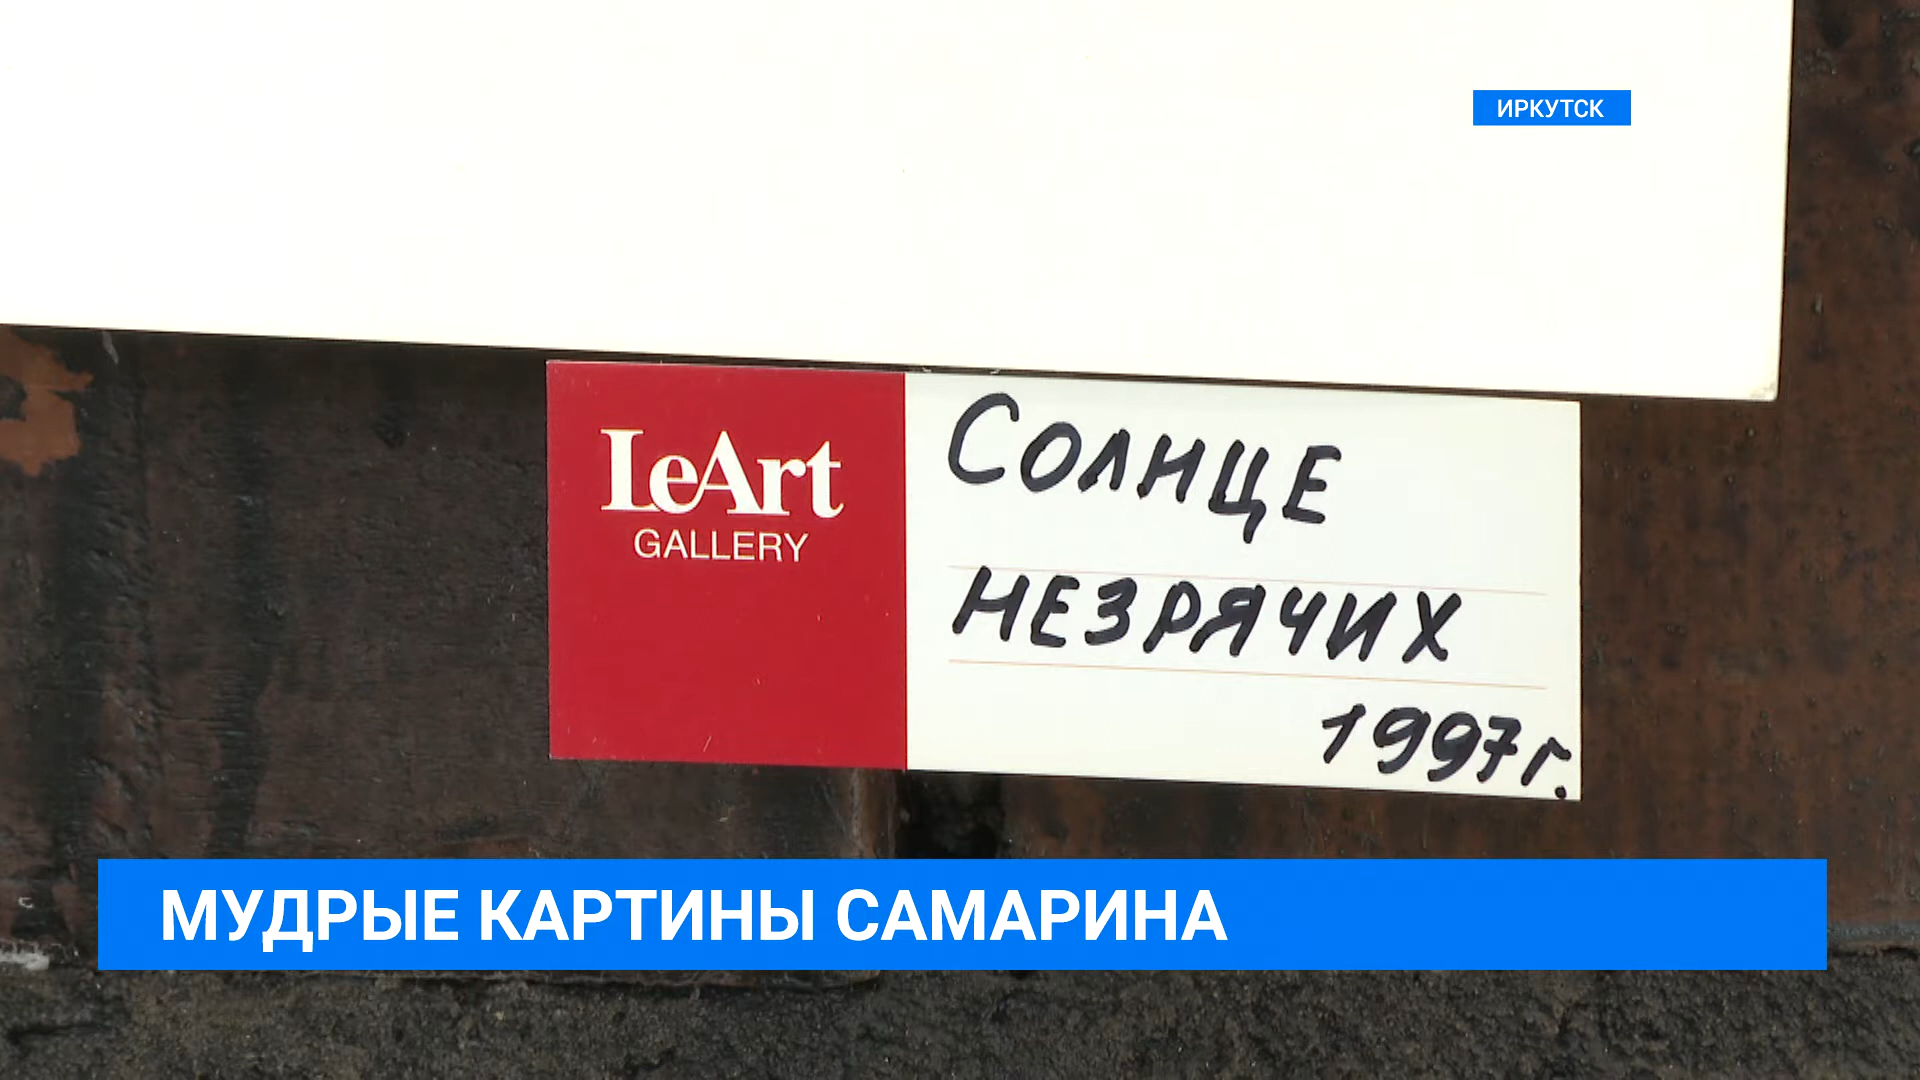 ИРКУТСК
LeArt
GALLERY
Солнце
незрячих
1997г.
МУДРЫЕ КАРТИНЫ САМАРИНА